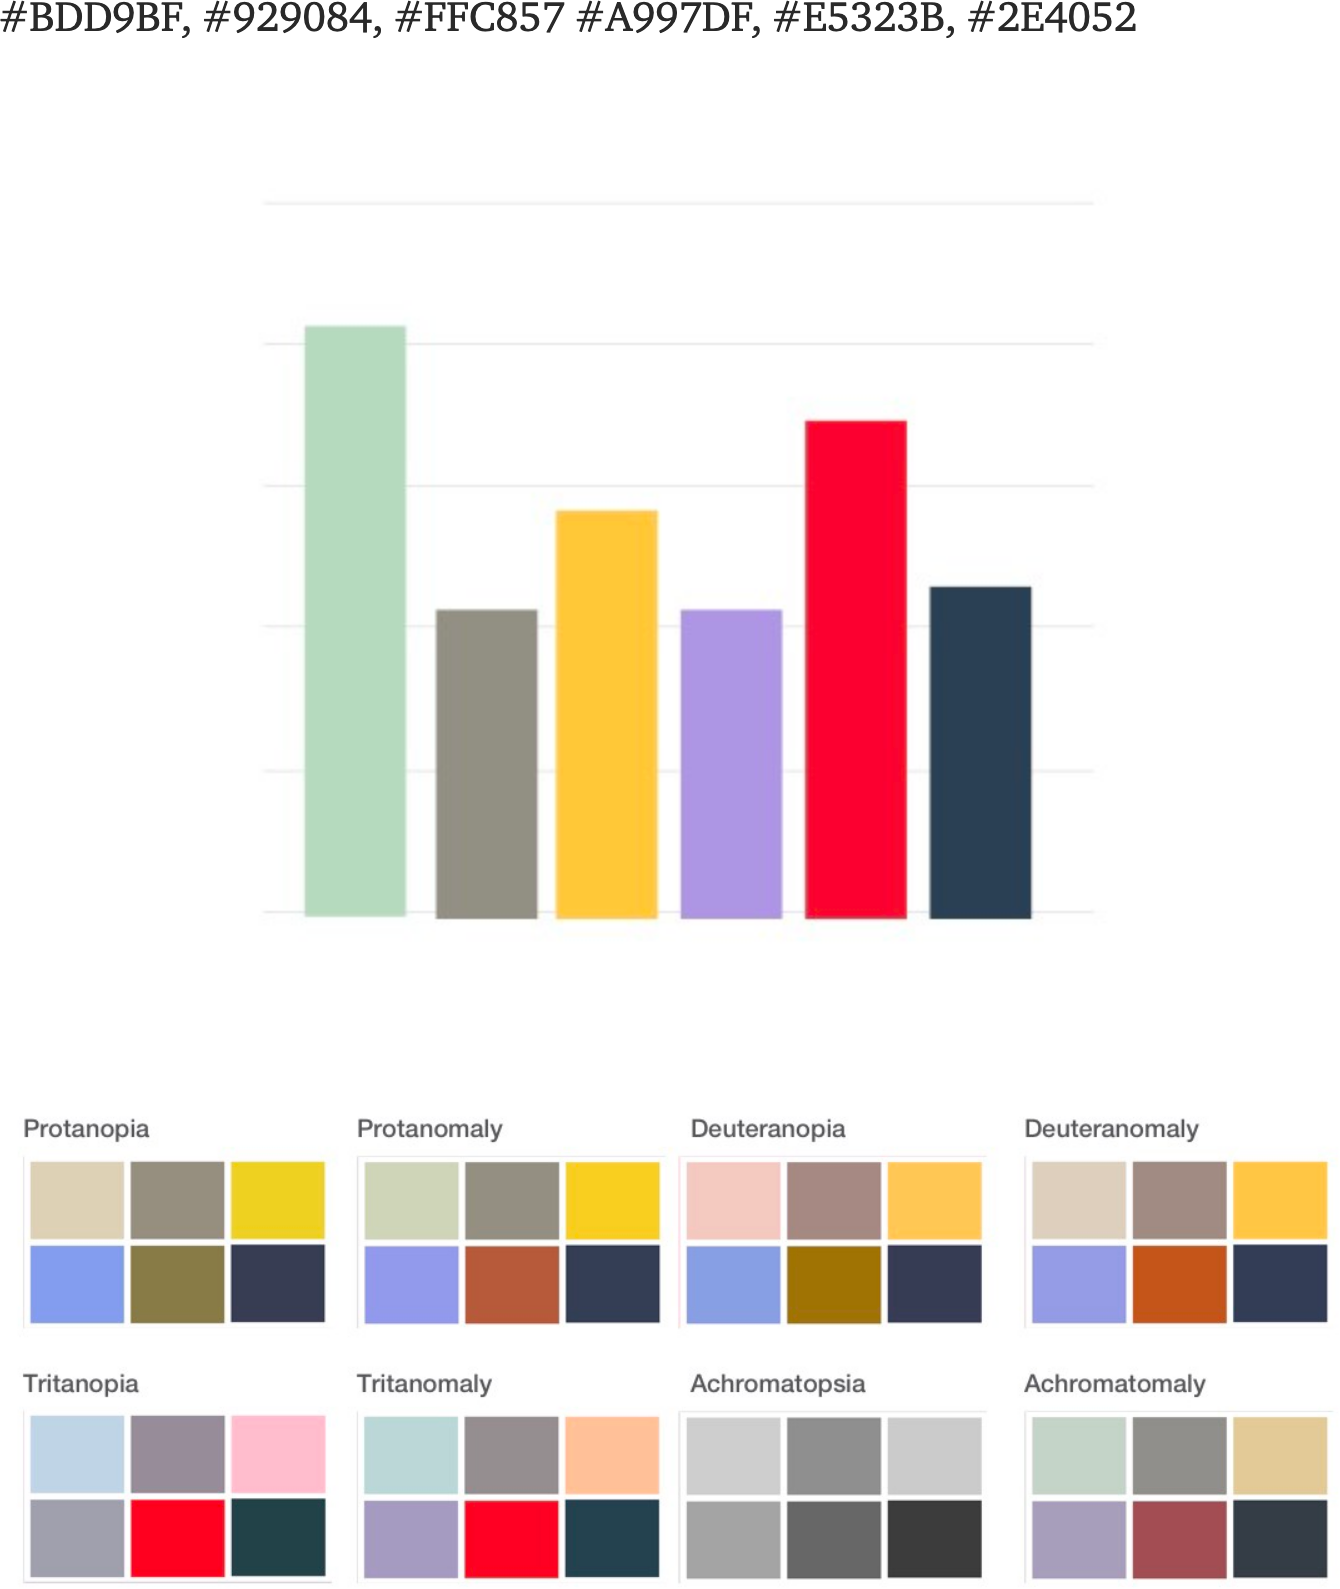 #BDD9BF, #929084, #FFC857 #A997DF, #E5323B, #2E4052
Protanopia Protanomaly Deuteranopia Deuteranomaly
Tritanopia Tritanomaly Achromatopsia Achromatomaly